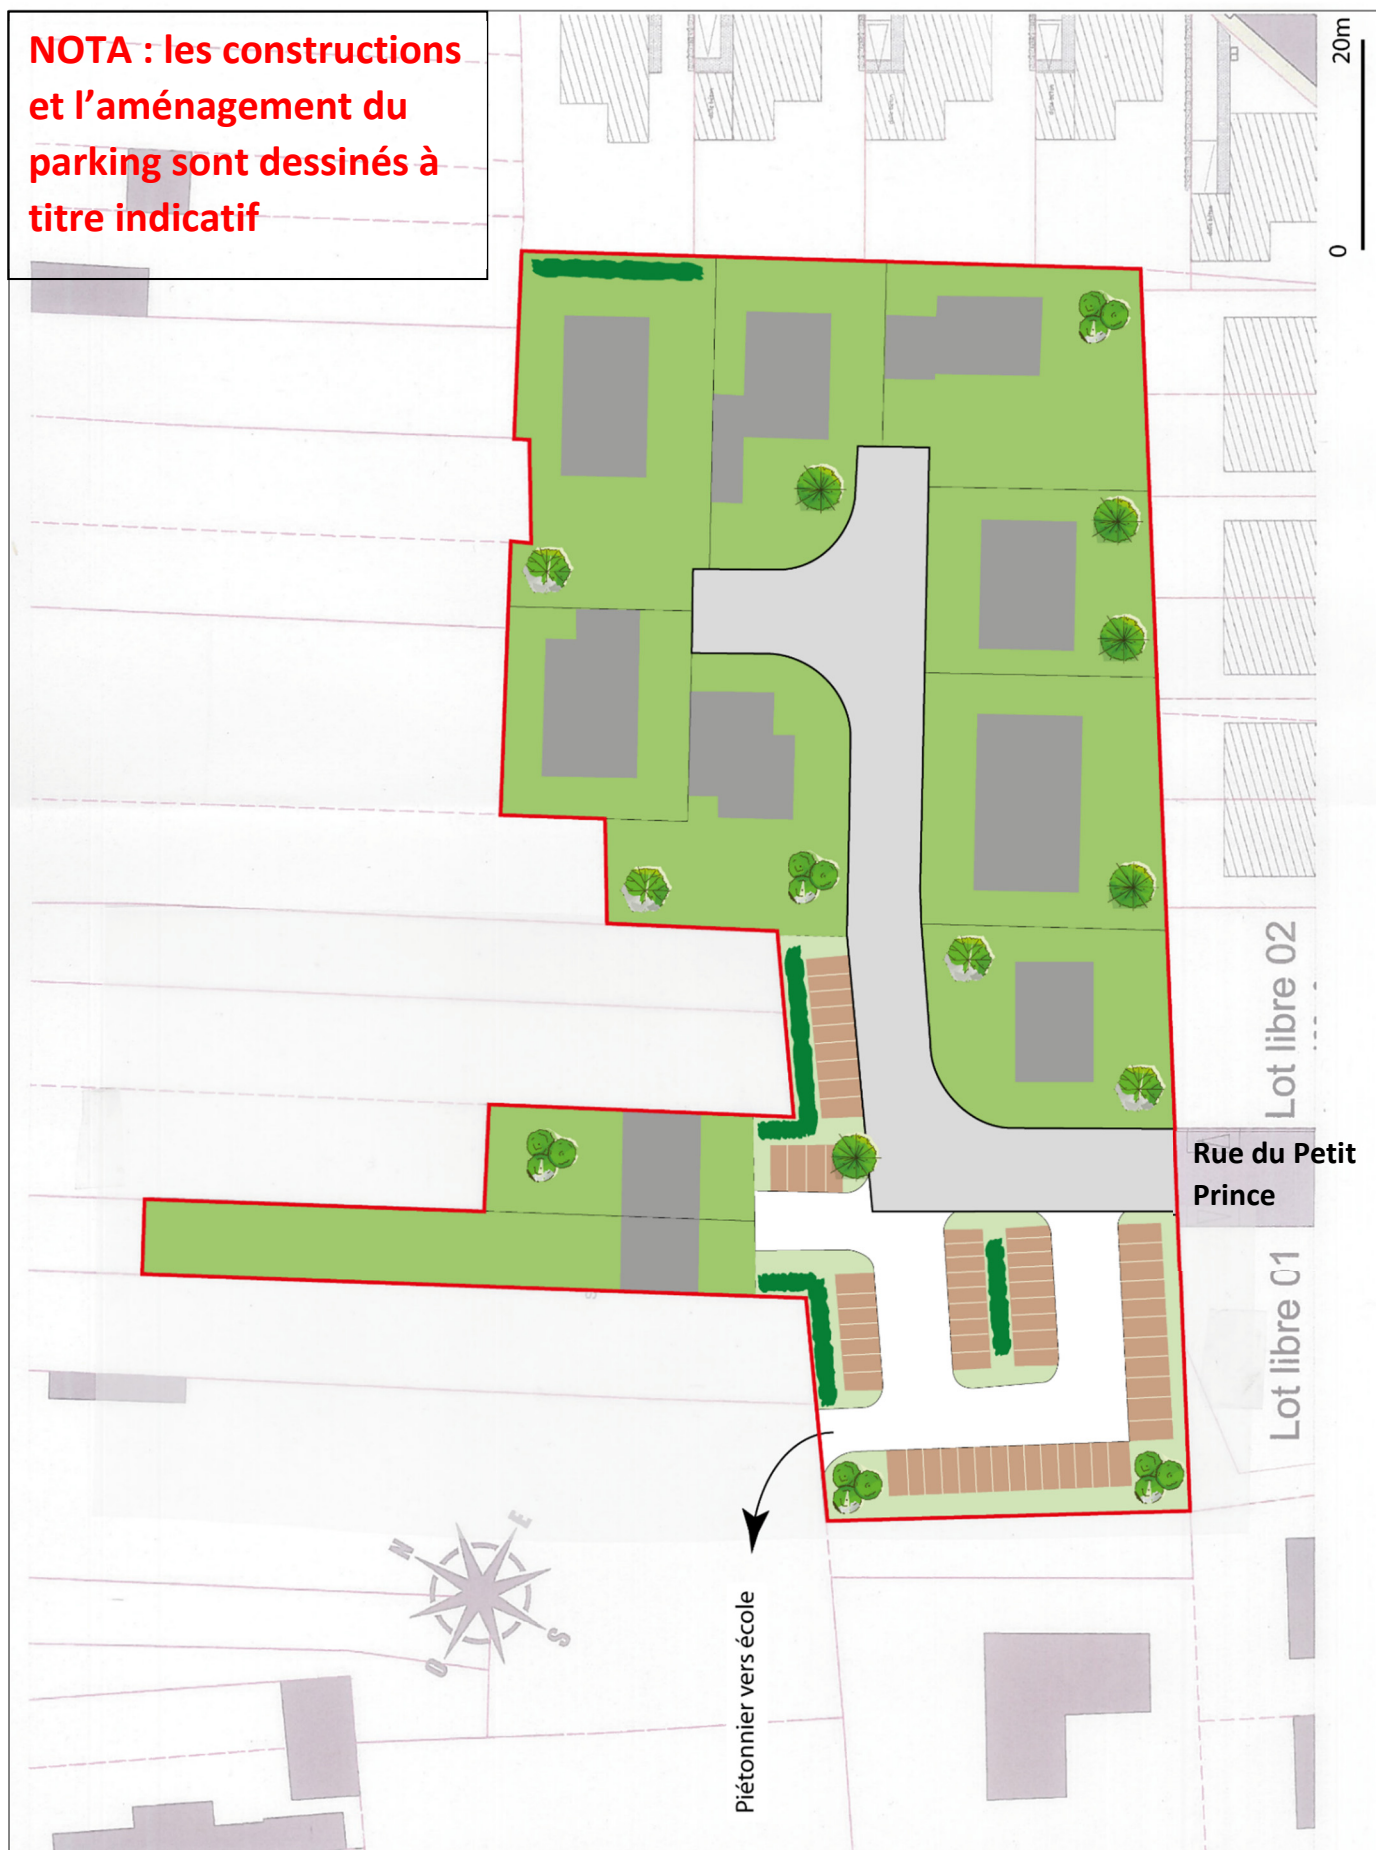 NOTA : les constructions
et l’aménagement du
parking sont dessinés à
titre indicatif
20m
0
Lot libre 02
Rue du Petit
Prince
Lot libre 01
Piétonnier vers école
N
E
S
O